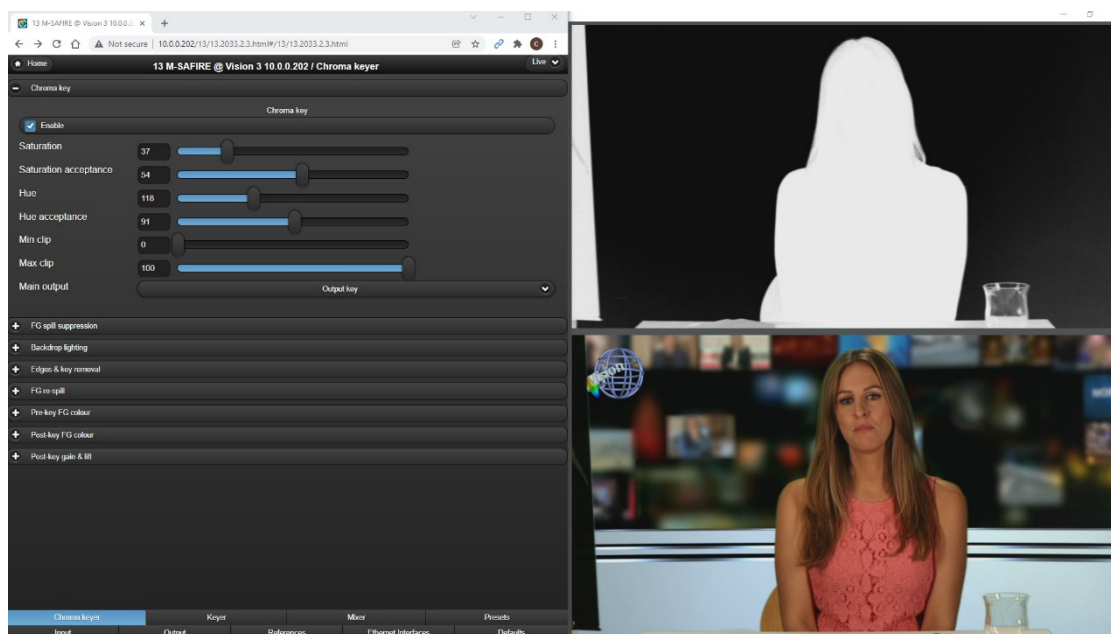 13 M-SAFIRE @ Vision 3 10.0.0.2
Not secure | 10.0.0.202/13/13.2033.2.3.html#/13/13.2033.2.3.html
C
Home
13 M-SAFIRE @ Vision 3 10.0.0.202 / Chroma keyer
Live
Chroma key
Chroma key
Enable
Saturation 37
Saturation acceptance 54
Hue 118
Hue acceptance 91
Min clip 0
Max clip 100
Main output Output key
FG spill suppression
Backdrop lighting
Edges & key removal
FG re-spill
Pre-key FG colour
Post-key FG colour
Post-key gain & lift
Chroma keyer Keyer Mixer Presets
Input Output References Ethernet Interfaces Defaults
Vision